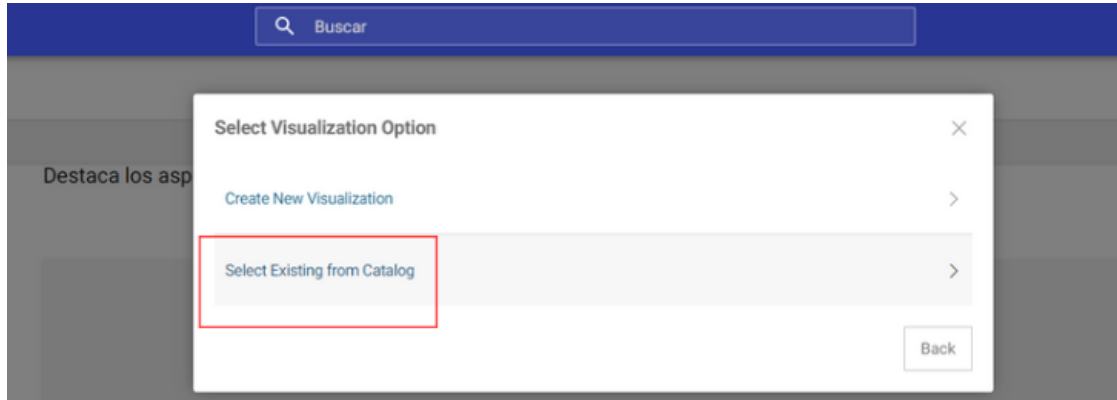 Buscar
Select Visualization Option
Destaca los asp
Create New Visualization
Select Existing from Catalog
Back